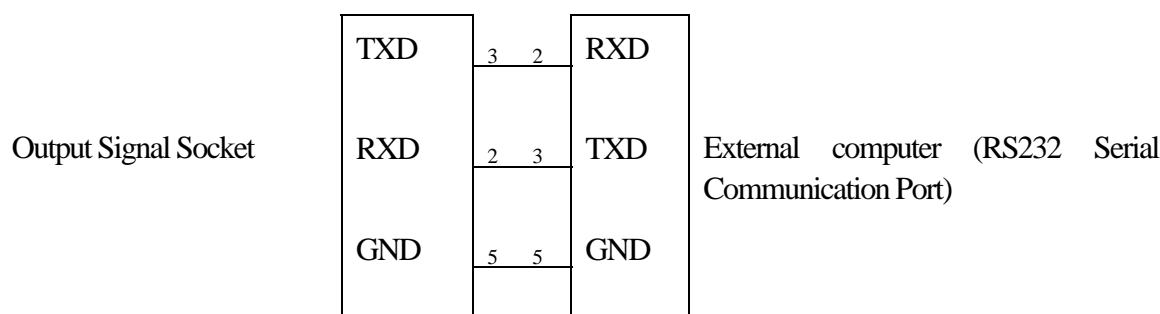 TXD 3 2 RXD
Output Signal Socket RXD 2 3 TXD External computer (RS232 Serial
Communication Port)
GND 5 5 GND